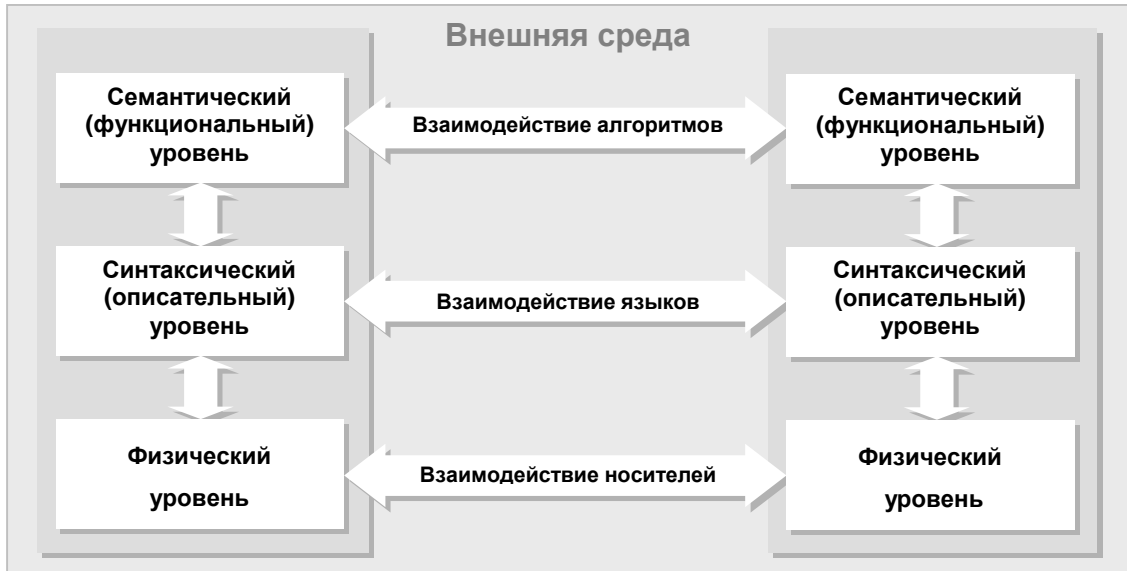 Внешняя среда
Семантический
(функциональный)
уровень
Взаимодействие алгоритмов
Семантический
(функциональный)
уровень
Синтаксический
(описательный)
уровень
Взаимодействие языков
Синтаксический
(описательный)
уровень
Физический
уровень
Взаимодействие носителей
Физический
уровень